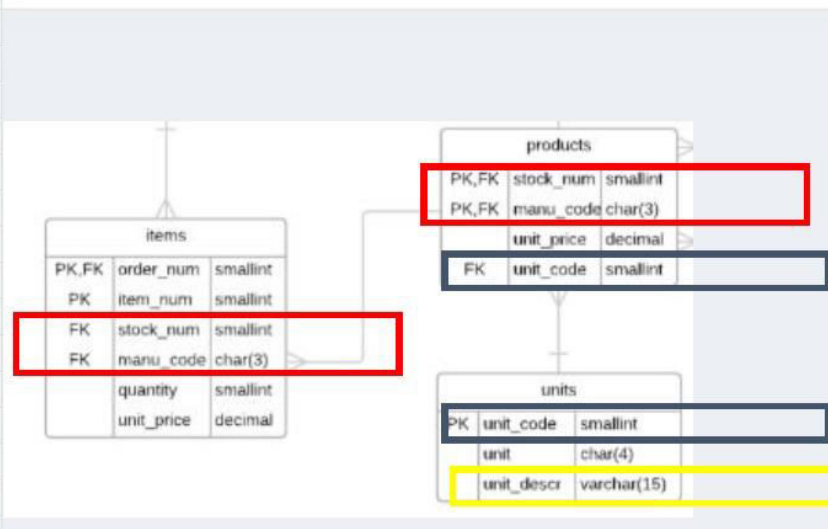 items
PK,FK order_num smallint
PK item_num smallint
FK stock_num smallint
FK manu_code char(3)
quantity smallint
unit_price decimal
products
PK,FK stock_num smallint
PK,FK manu_code char(3)
unit_price decimal
FK unit_code smallint
units
PK unit_code smallint
unit char(4)
unit_descr varchar(15)